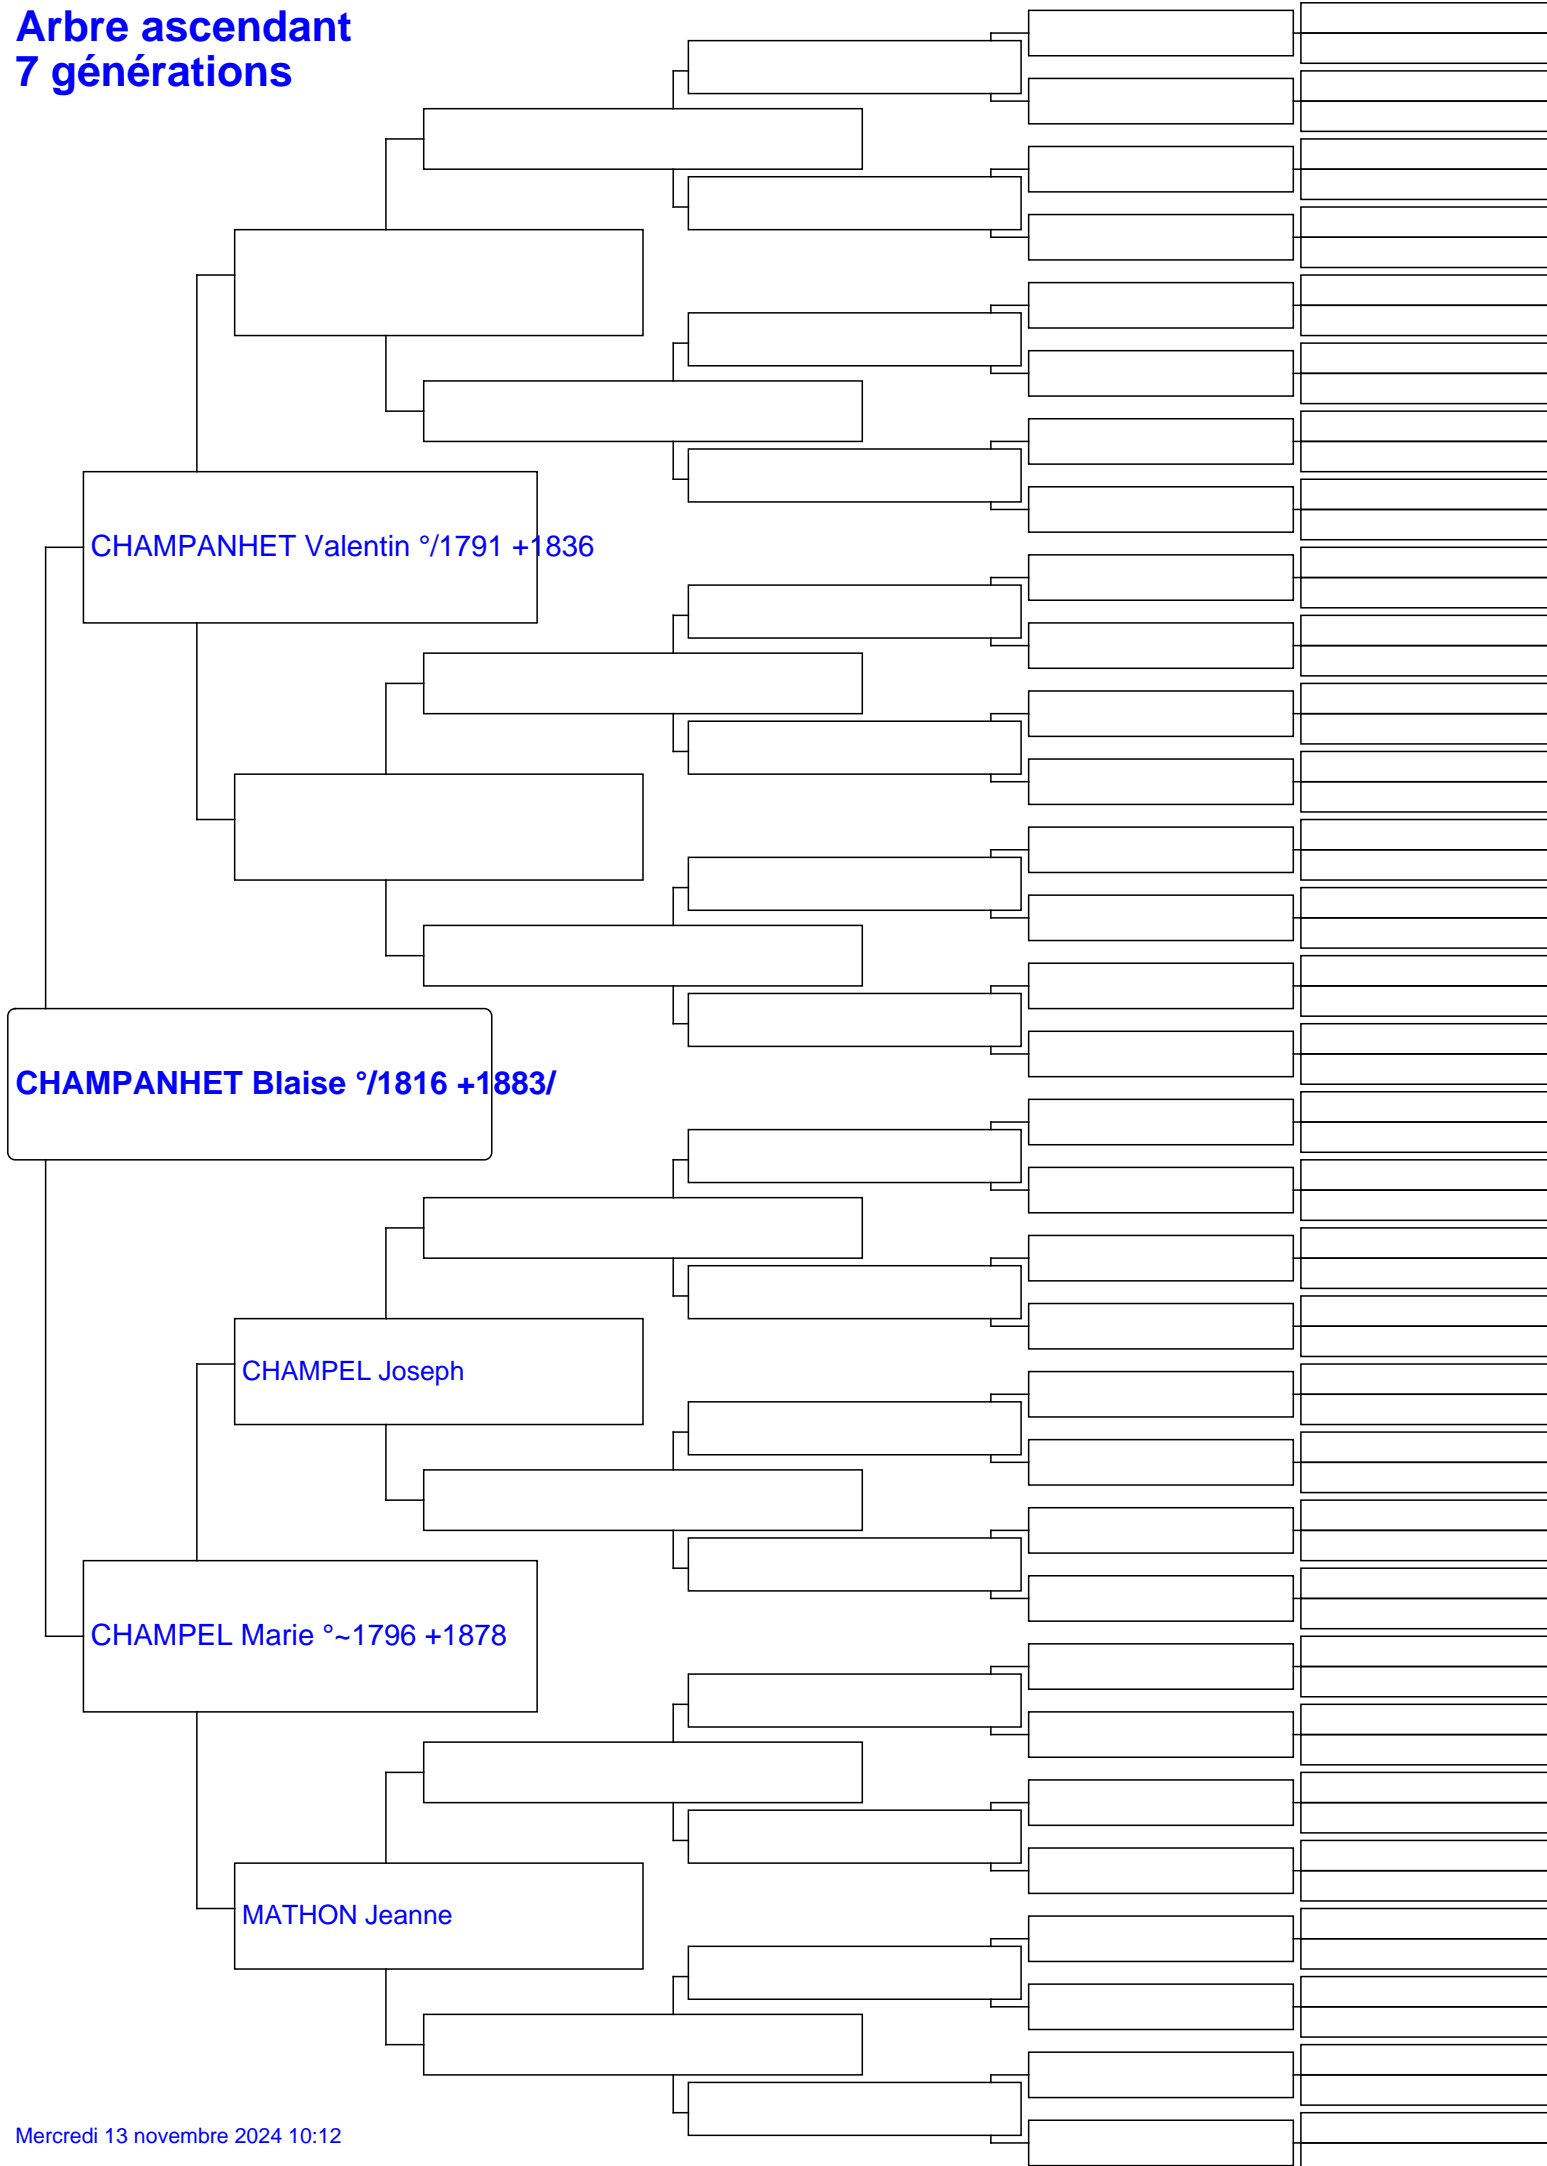 Arbre ascendant
7 générations
CHAMPANHET Valentin °/1791 +1836
CHAMPANHET Blaise °/1816 +1883/
CHAMPEL Joseph
CHAMPEL Marie °~1796 +1878
MATHON Jeanne
Mercredi 13 novembre 2024 10:12